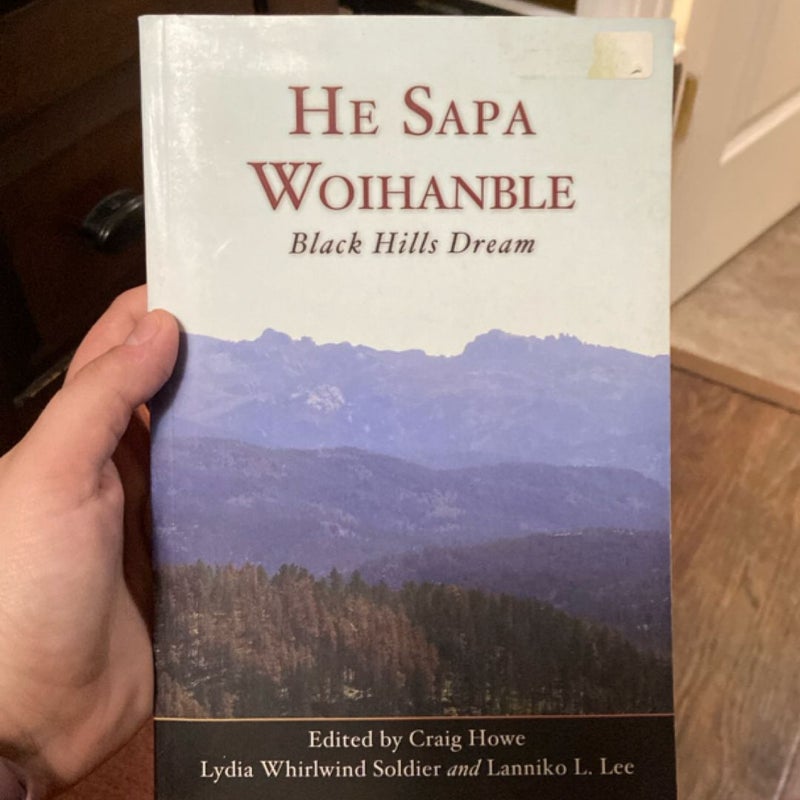 HE SAPA
WOIHANBLE
Black Hills Dream
Edited by Craig Howe
Lydia Whirlwind Soldier and Lanniko L. Lee